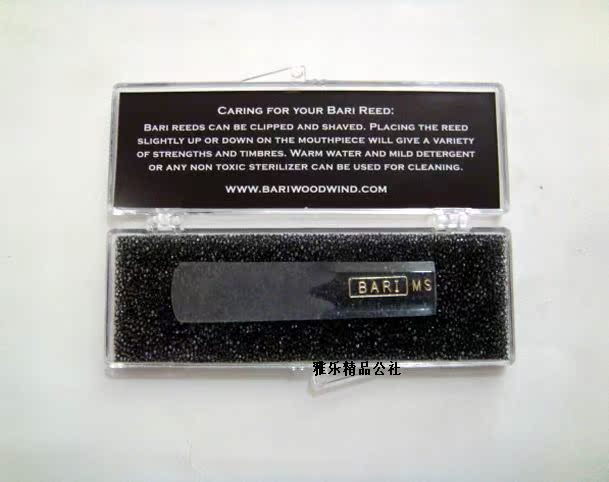 CARING FOR YOUR BARI REED:
BARI REEDS CAN BE CLIPPED AND SHAVED. PLACING THE REED
SLIGHTLY UP OR DOWN ON THE MOUTHPIECE WILL GIVE A VARIETY
OF STRENGTHS AND TIMBRES. WARM WATER AND MILD DETERGENT
OR ANY NON TOXIC STERILIZER CAN BE USED FOR CLEANING.
WWW.BARIWOODWIND.COM
BARI MS
雅乐精品公社